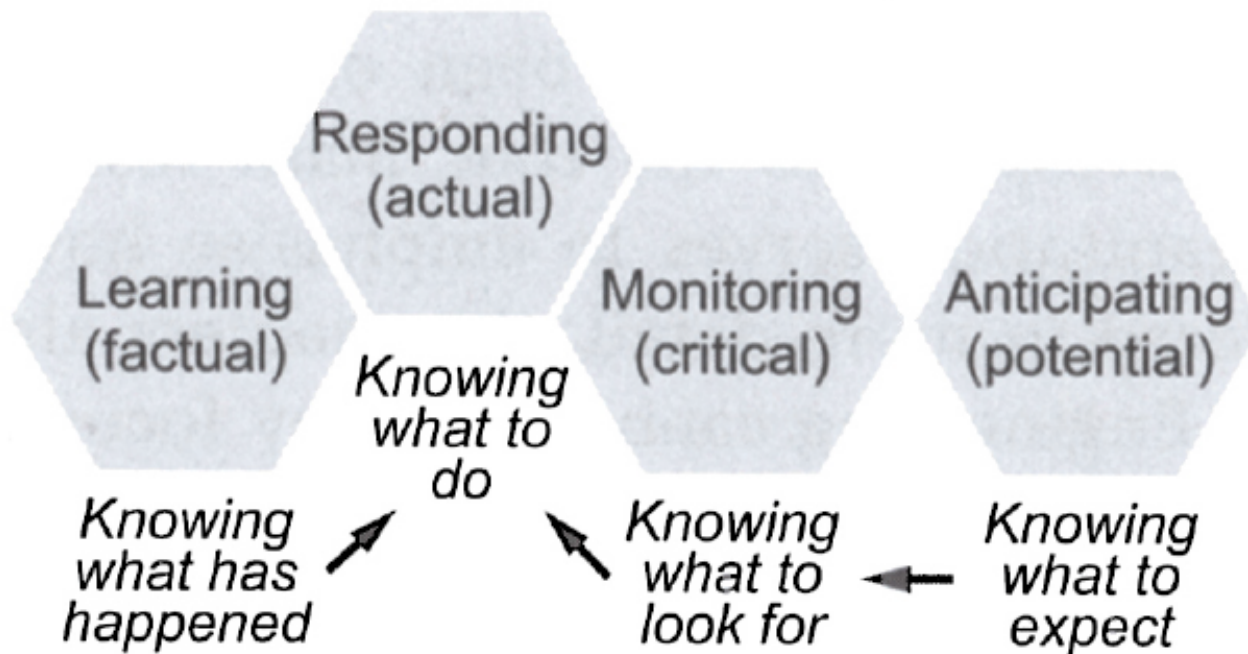 Responding
(actual)
Learning
(factual)
Monitoring
(critical)
Anticipating
(potential)
Knowing
what to
do
Knowing
what has
happened
Knowing
what to
look for
Knowing
what to
expect